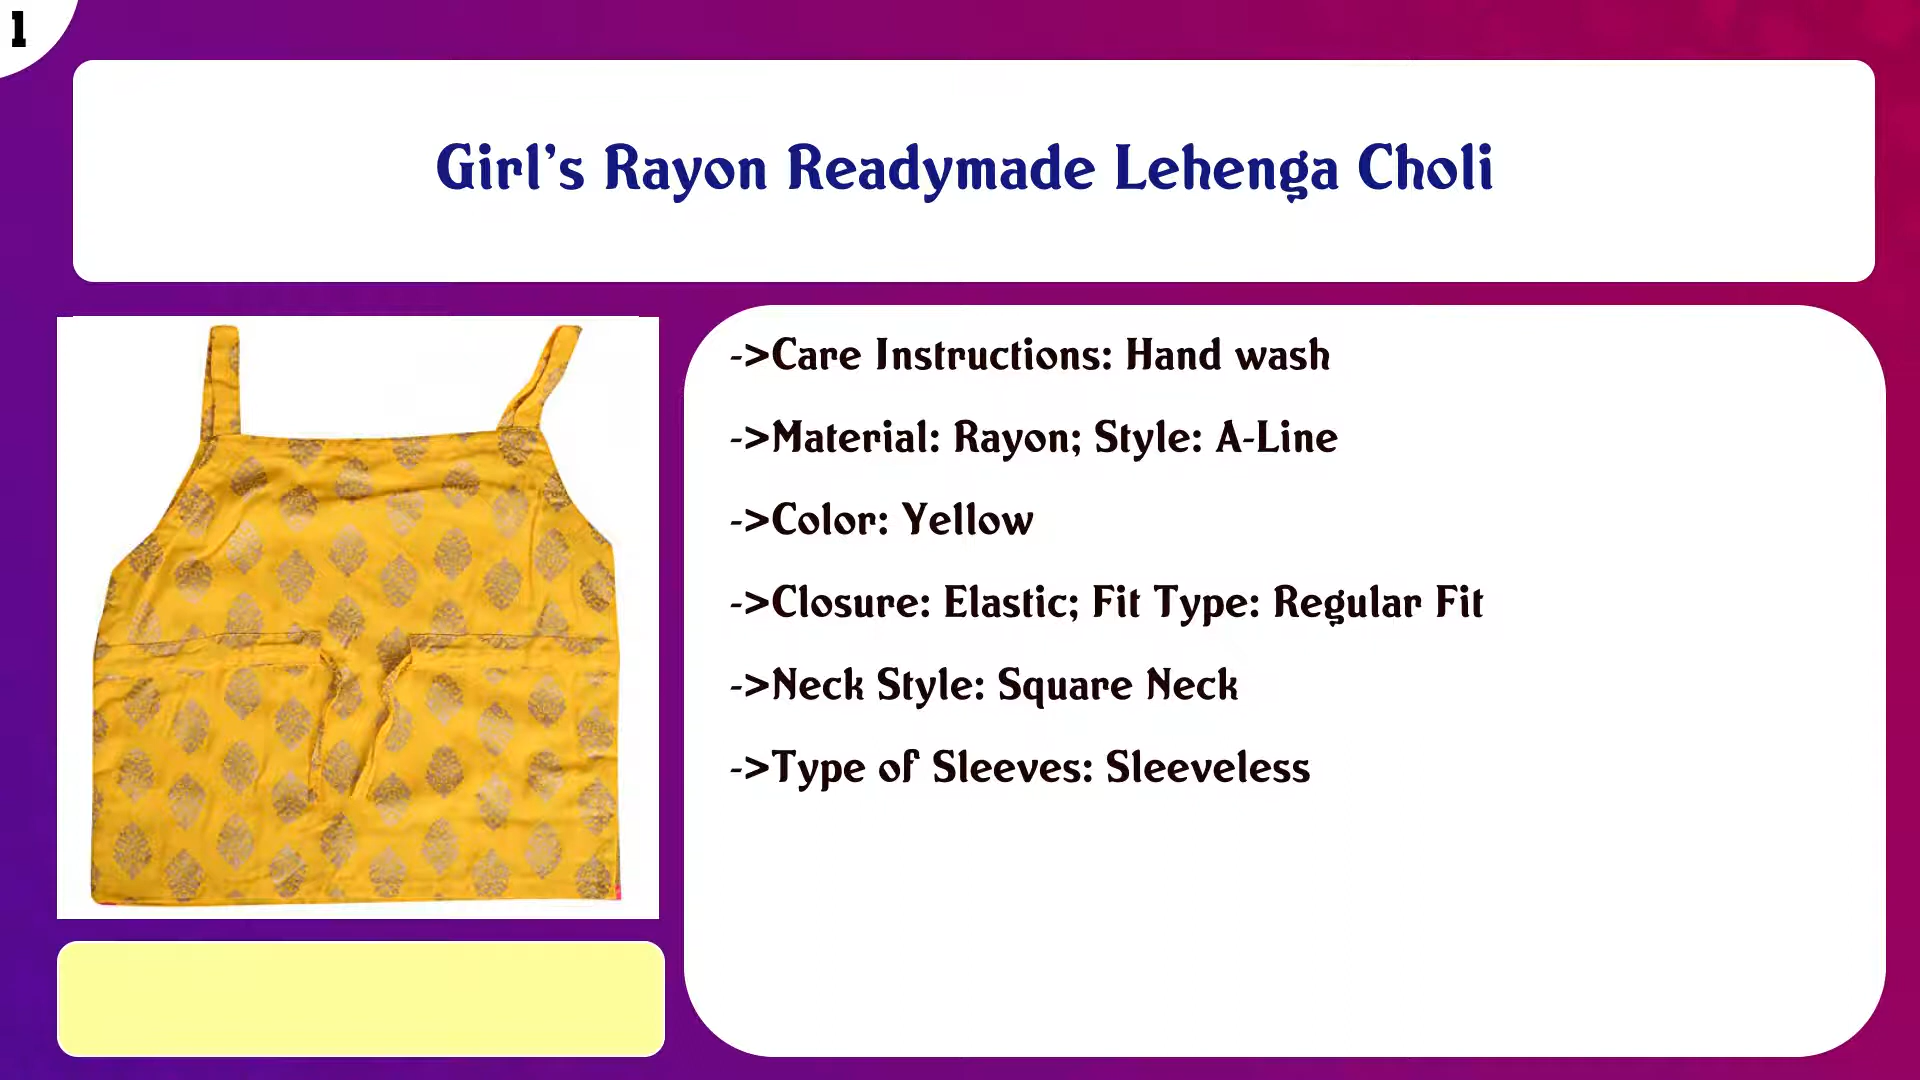 1
Girl's Rayon Readymade Lehenga Choli
->Care Instructions: Hand wash
->Material: Rayon; Style: A-Line
->Color: Yellow
->Closure: Elastic; Fit Type: Regular Fit
->Neck Style: Square Neck
->Type of Sleeves: Sleeveless